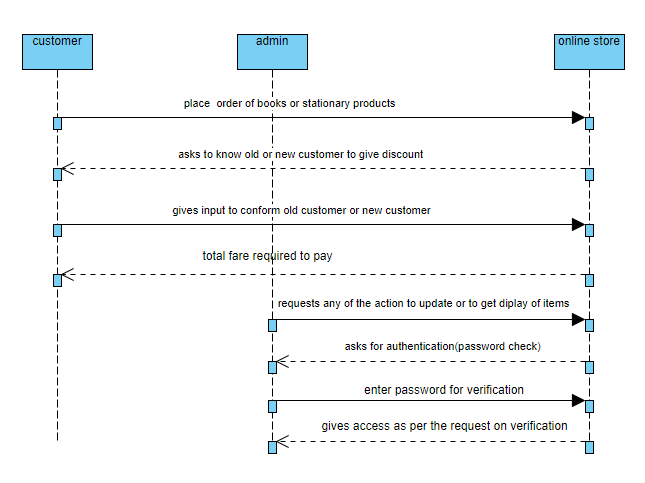 customer
admin
online store
place  order of books or stationary products
asks to know old or new customer to give discount
gives input to conform old customer or new customer
total fare required to pay
requests any of the action to update or to get diplay of items
asks for authentication(password check)
enter password for verification
gives access as per the request on verification